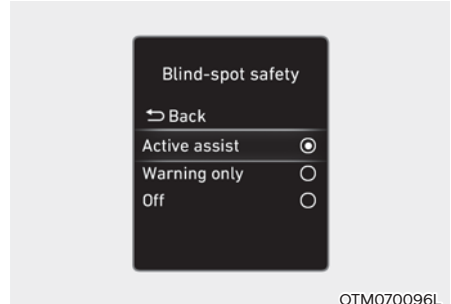 Blind-spot safety
Back
Active assist
Warning only
Off
OTM070096L